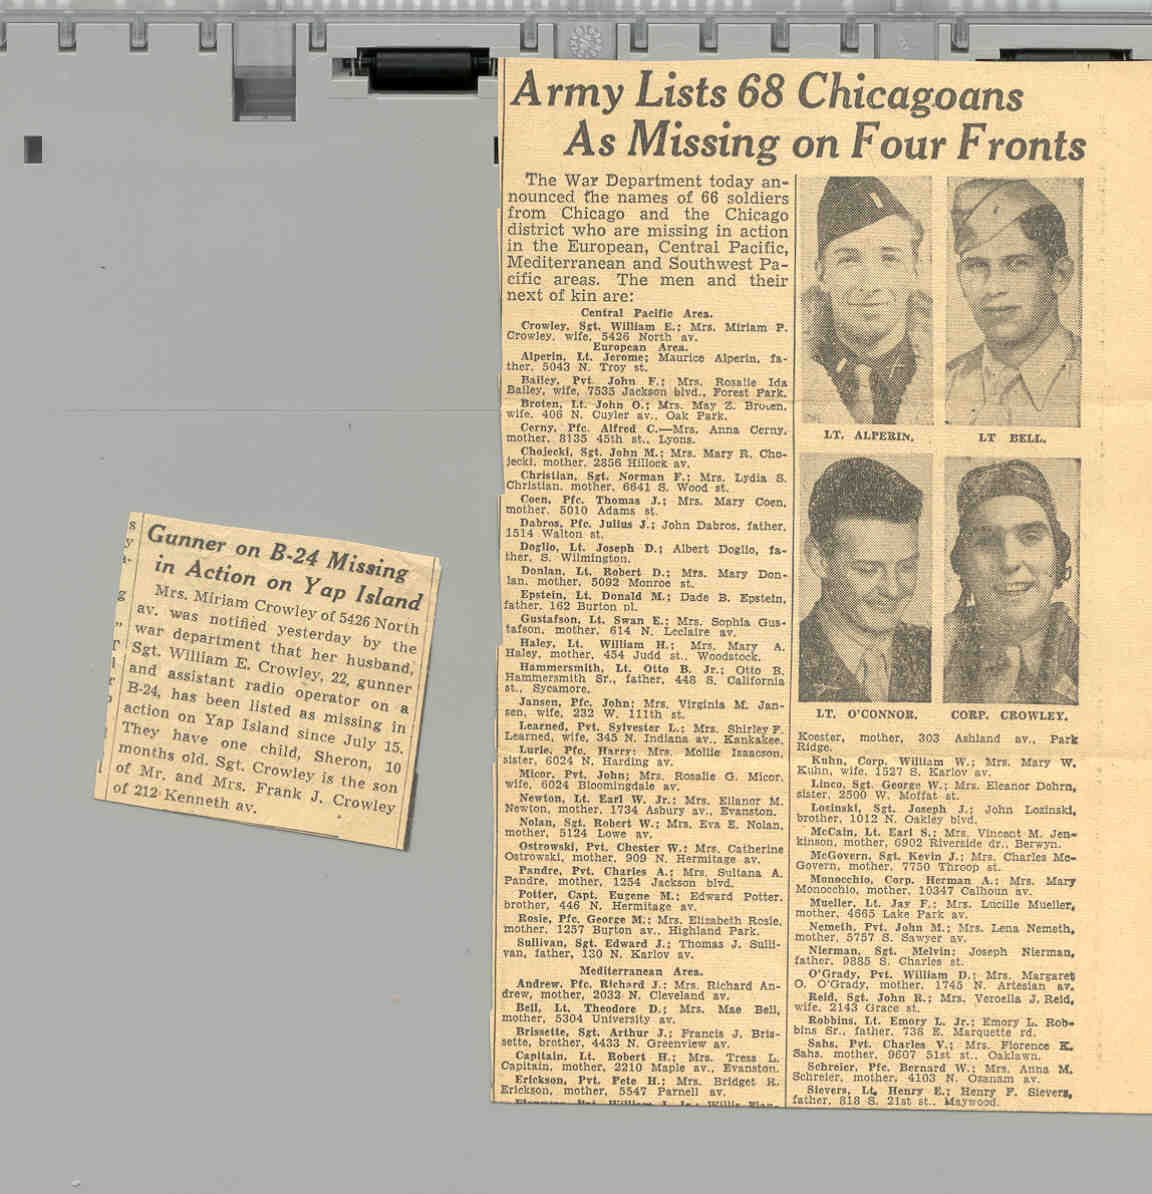 Army Lists 68 Chicagoans
As Missing on Four Fronts
The War Department today an-
nounced the names of 66 soldiers
from Chicago and the Chicago
district who are missing in action
in the European, Central Pacific,
Mediterranean and Southwest Pa-
cific areas. The men and their
next of kin are:
Central Pacific Area.
Crowley, Sgt. William E.; Mrs. Miriam P.
Crowley, wife, 5426 North av.
European Area.
Alperin, Lt. Jerome; Maurice Alperin, fa-
ther, 5043 N. Troy st.
Bailey, Pvt. John F.; Mrs. Rosalie Ida
Bailey, wife, 7535 Jackson blvd., Forest Park.
Broten, Lt. John O.; Mrs. May Z. Broten,
wife, 406 N. Cuyler av., Oak Park.
Cerny, Pfc. Alfred C.—Mrs. Anna Cerny,
mother, 8135 45th st., Lyons.
Chojecki, Sgt. John M.; Mrs. Mary R. Cho-
jecki, mother, 2856 Hillock av.
Christian, Sgt. Norman F.; Mrs. Lydia S.
Christian, mother, 6641 S. Wood st.
Coen, Pfc. Thomas J.; Mrs. Mary Coen,
mother, 5010 Adams st.
Dabros, Pfc. Julius J.; John Dabros, father,
1514 Walton st.
Doglio, Lt. Joseph D.; Albert Doglio, fa-
ther, S. Wilmington.
Donlan, Lt. Robert D.; Mrs. Mary Don-
lan, mother, 5092 Monroe st.
Epstein, Lt. Donald M.; Dade B. Epstein,
father, 162 Burton pl.
Gustafson, Lt. Swan E.; Mrs. Sophia Gus-
tafson, mother, 614 N. Leclaire av.
Haley, Lt. William H.; Mrs. Mary A.
Haley, mother, 454 Judd st., Woodstock.
Hammersmith, Lt. Otto B. Jr.; Otto B.
Hammersmith Sr., father, 448 S. California
st., Sycamore.
Jansen, Pfc. John; Mrs. Virginia M. Jan-
sen, wife, 232 W. 111th st.
Learned, Pvt. Sylvester L.; Mrs. Shirley F.
Learned, wife, 345 N. Indiana av., Kankakee.
Lurie, Pfc. Harry; Mrs. Mollie Isaacson,
sister, 6024 N. Harding av.
Micor, Pvt. John; Mrs. Rosalie G. Micor,
wife, 6024 Bloomingdale av.
Newton, Lt. Earl W. Jr.; Mrs. Ellanor M.
Newton, mother, 1734 Asbury av., Evanston.
Nolan, Sgt. Robert W.; Mrs. Eva E. Nolan,
mother, 5124 Lowe av.
Ostrowski, Pvt. Chester W.; Mrs. Catherine
Ostrowski, mother, 909 N. Hermitage av.
Pandre, Pvt. Charles A.; Mrs. Sultana A.
Pandre, mother, 1254 Jackson blvd.
Potter, Capt. Eugene M.; Edward Potter,
brother, 446 N. Hermitage av.
Rosie, Pfc. George M.; Mrs. Elizabeth Rosie,
mother, 1257 Burton av., Highland Park.
Sullivan, Sgt. Edward J.; Thomas J. Sulli-
van, father, 130 N. Karlov av.
Mediterranean Area.
Andrew, Pfc. Richard J.; Mrs. Richard An-
drew, mother, 2032 N. Cleveland av.
Bell, Lt. Theodore D.; Mrs. Mae Bell,
mother, 5304 University av.
Brissette, Sgt. Arthur J.; Francis J. Bris-
sette, brother, 4433 N. Greenview av.
Capitain, Lt. Robert H.; Mrs. Tress L.
Capitain, mother, 2210 Maple av., Evanston.
Erickson, Pvt. Pete H.; Mrs. Bridget R.
Erickson, mother, 5547 Parnell av.
LT. ALPERIN.
LT BELL.
LT. O'CONNOR.
CORP. CROWLEY.
Koester, mother, 303 Ashland av., Park
Ridge.
Kuhn, Corp. William W.; Mrs. Mary W.
Kuhn, wife, 1527 S. Karlov av.
Linco, Sgt. George W.; Mrs. Eleanor Dohrn,
sister, 2500 W. Moffat st.
Lozinski, Sgt. Joseph J.; John Lozinski,
brother, 1012 N. Oakley blvd.
McCain, Lt. Earl S.; Mrs. Vincent M. Jen-
kinson, mother, 6902 Riverside dr., Berwyn.
McGovern, Sgt. Kevin J.; Mrs. Charles Mc-
Govern, mother, 7750 Throop st.
Monocchio, Corp. Herman A.; Mrs. Mary
Monocchio, mother, 10347 Calhoun av.
Mueller, Lt. Jay F.; Mrs. Lucille Mueller,
mother, 4665 Lake Park av.
Nemeth, Pvt. John M.; Mrs. Lena Nemeth,
mother, 5757 S. Sawyer av.
Nierman, Sgt. Melvin; Joseph Nierman,
father, 9885 S. Charles st.
O'Grady, Pvt. William D.; Mrs. Margaret
O. O'Grady, mother, 1745 N. Artesian av.
Reid, Sgt. John R.; Mrs. Veroella J. Reid,
wife, 2143 Grace st.
Robbins, Lt. Emory L. Jr.; Emory L. Rob-
bins Sr., father, 736 E. Marquette rd.
Sahs, Pvt. Charles V.; Mrs. Florence K.
Sahs, mother, 9607 51st st., Oaklawn.
Schreier, Pfc. Bernard W.; Mrs. Anna M.
Schreier, mother, 4103 N. Ozanam av.
Sievers, Lt. Henry E.; Henry F. Sievers,
father, 818 S. 21st st., Maywood.
Gunner on B-24 Missing
in Action on Yap Island
Mrs. Miriam Crowley of 5426 North
av. was notified yesterday by the
war department that her husband,
Sgt. William E. Crowley, 22, gunner
and assistant radio operator on a
B-24, has been listed as missing in
action on Yap Island since July 15.
They have one child, Sheron, 10
months old. Sgt. Crowley is the son
of Mr. and Mrs. Frank J. Crowley
of 212 Kenneth av.